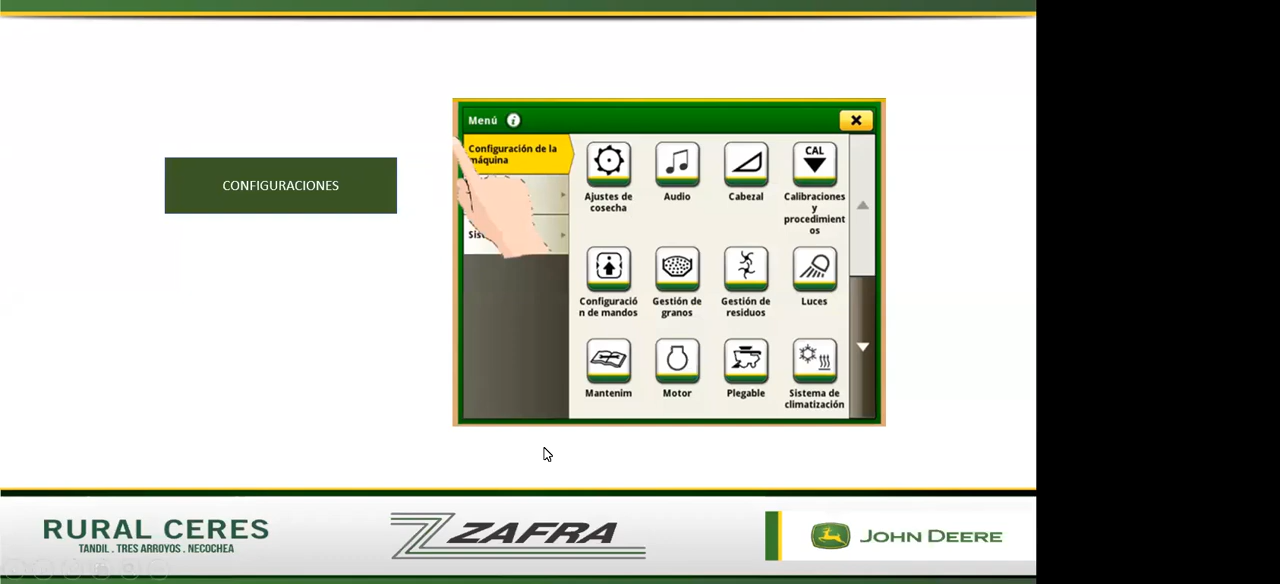 CONFIGURACIONES
Menú
Configuración de la
máquina
Ajustes de
cosecha
Audio
Cabezal
CAL
Calibraciones
y
procedimient
os
Configuració
n de mandos
Gestión de
granos
Gestión de
residuos
Luces
Mantenim
Motor
Plegable
Sistema de
climatización
RURAL CERES
TANDIL . TRES ARROYOS . NECOCHEA
ZAFRA
JOHN DEERE